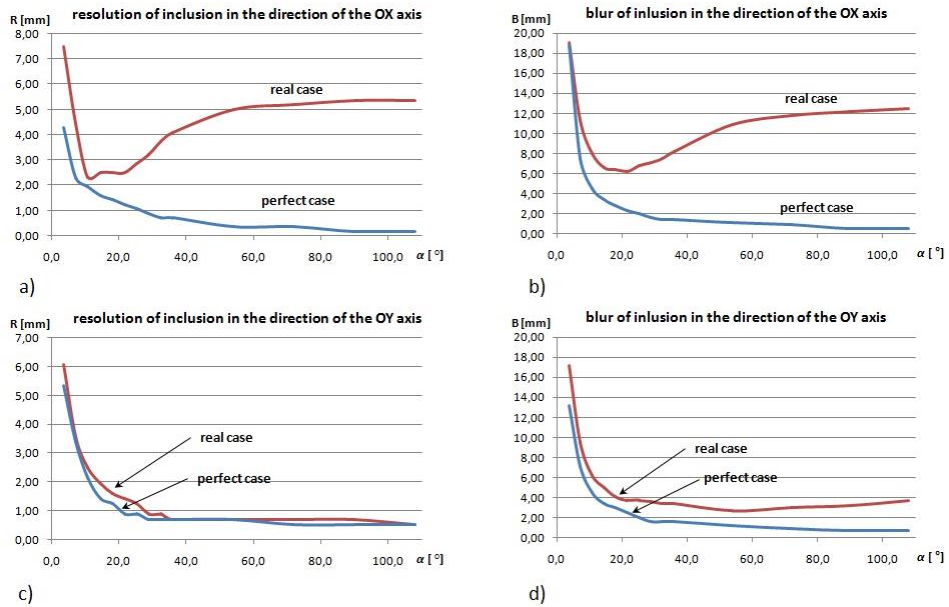 R [mm] resolution of inclusion in the direction of the OX axis
8,00
7,00
6,00
5,00
4,00
3,00
2,00
1,00
0,00
real case
perfect case
0,0 20,0 40,0 60,0 80,0 100,0 α [ °]
a)
B [mm] blur of inlusion in the direction of the OX axis
20,00
18,00
16,00
14,00
12,00
10,00
8,00
6,00
4,00
2,00
0,00
real case
perfect case
0,0 20,0 40,0 60,0 80,0 100,0 α [ °]
b)
R [mm] resolution of inclusion in the direction of the OY axis
7,00
6,00
5,00
4,00
3,00
2,00
1,00
0,00
real case
perfect case
0,0 20,0 40,0 60,0 80,0 100,0 α [ °]
c)
B [mm] blur of inlusion in the direction of the OY axis
20,00
18,00
16,00
14,00
12,00
10,00
8,00
6,00
4,00
2,00
0,00
real case
perfect case
0,0 20,0 40,0 60,0 80,0 100,0 α [ °]
d)